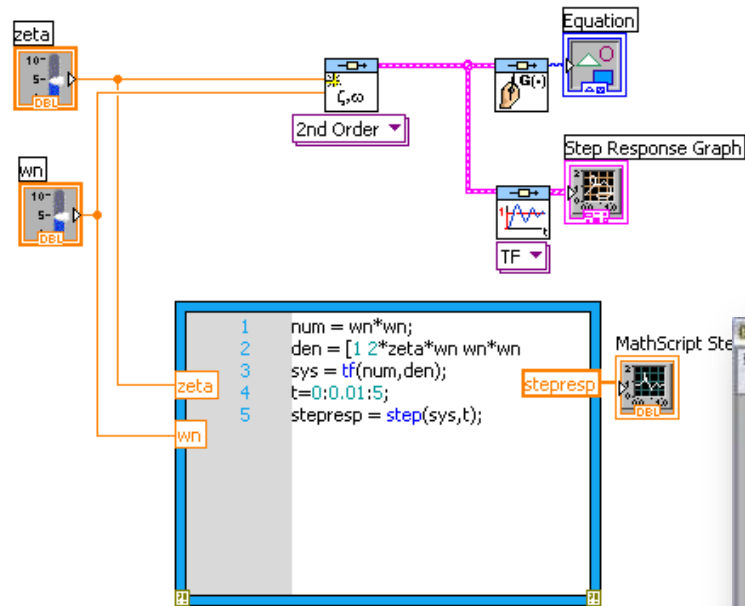 zeta
10-
5-
DBL
wn
10-
5-
DBL
ζ,ω
2nd Order
G(·)
Equation
Step Response Graph
t
TF
1 num = wn*wn;
2 den = [1 2*zeta*wn wn*wn
3 sys = tf(num,den);
4 t=0:0.01:5;
5 stepresp = step(sys,t);
zeta
wn
stepresp
MathScript Ste
DBL